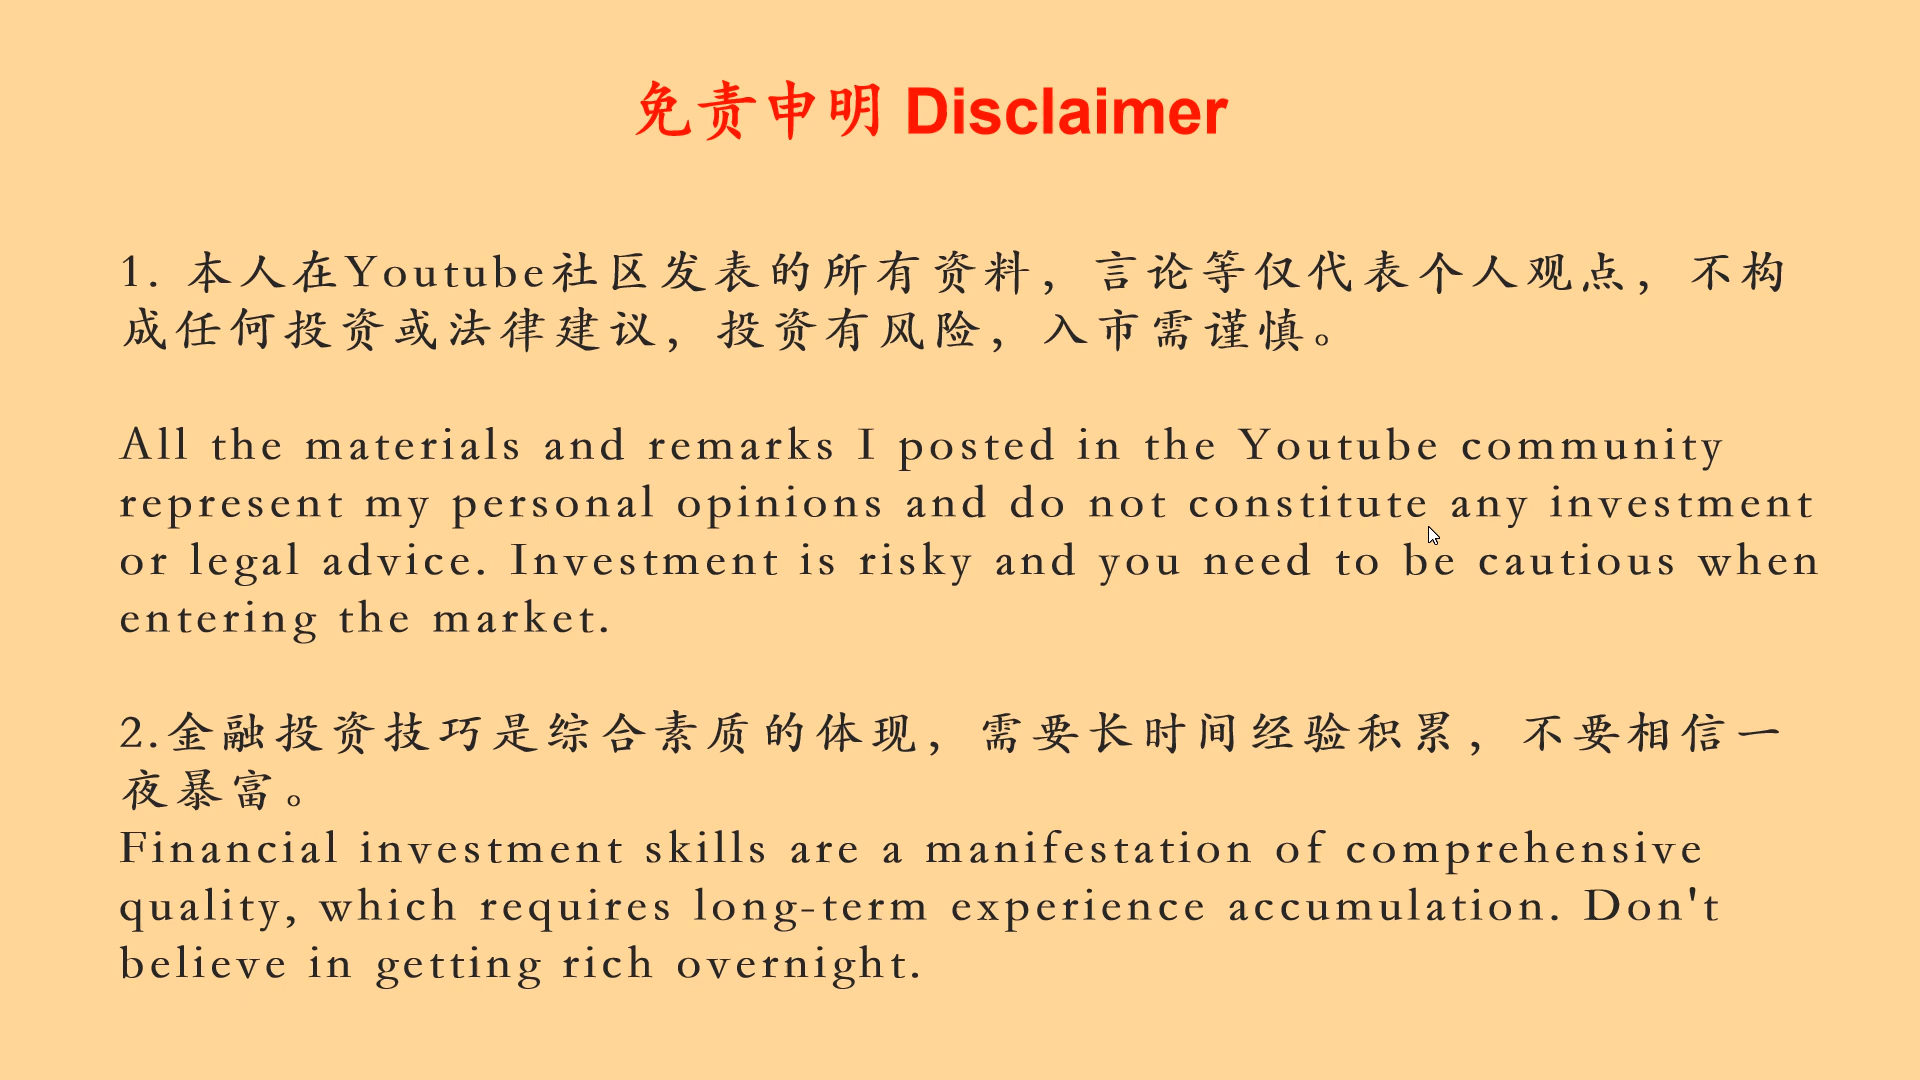 免责申明 Disclaimer
1. 本人在Youtube社区发表的所有资料，言论等仅代表个人观点，不构
成任何投资或法律建议，投资有风险，入市需谨慎。
All the materials and remarks I posted in the Youtube community
represent my personal opinions and do not constitute any investment
or legal advice. Investment is risky and you need to be cautious when
entering the market.
2.金融投资技巧是综合素质的体现，需要长时间经验积累，不要相信一
夜暴富。
Financial investment skills are a manifestation of comprehensive
quality, which requires long-term experience accumulation. Don't
believe in getting rich overnight.